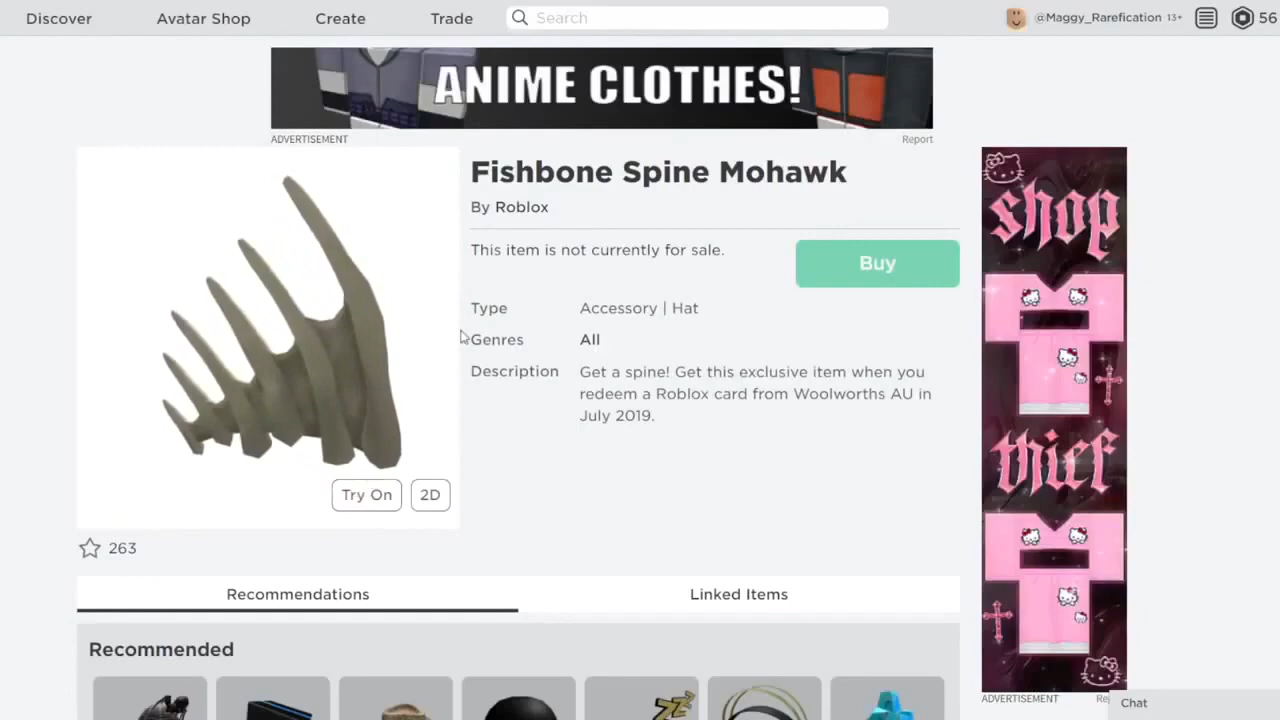 Discover
Avatar Shop
Create
Trade
Search
@Maggy_Rarefication 13+
56
ANIME CLOTHES!
ADVERTISEMENT
Report
Fishbone Spine Mohawk
By Roblox
This item is not currently for sale.
Buy
Type
Accessory | Hat
Genres
All
Description
Get a spine! Get this exclusive item when you
redeem a Roblox card from Woolworths AU in
July 2019.
Try On
2D
263
Recommendations
Linked Items
Recommended
shop
thief
ADVERTISEMENT
Chat